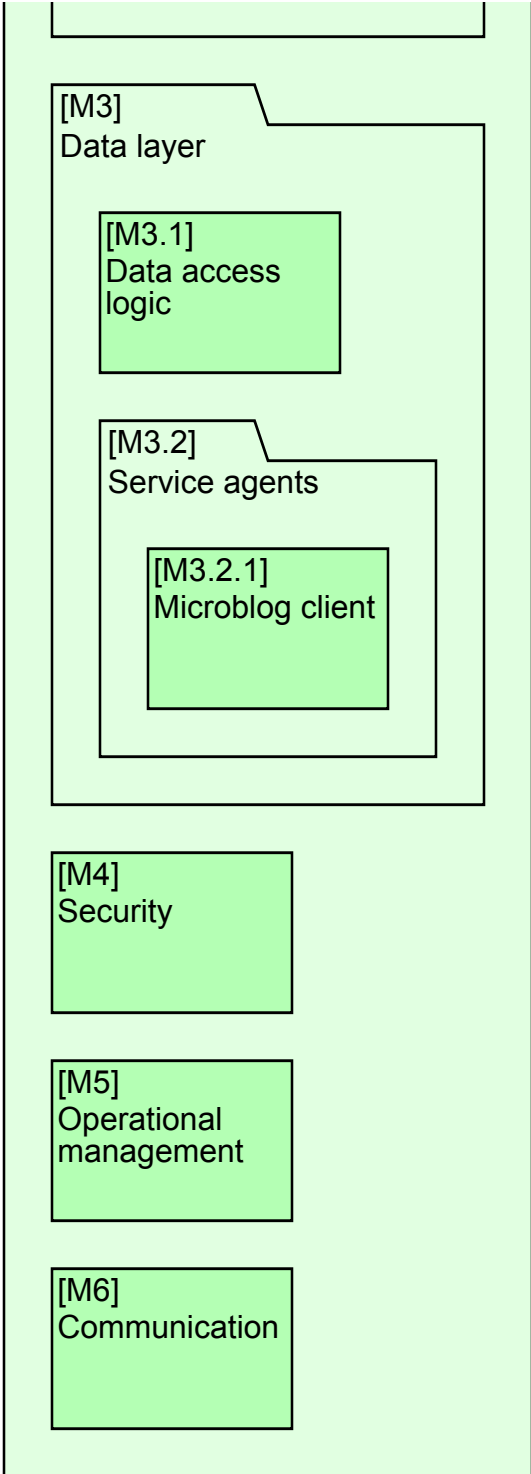 [M3]
Data layer
[M3.1]
Data access
logic
[M3.2]
Service agents
[M3.2.1]
Microblog client
[M4]
Security
[M5]
Operational
management
[M6]
Communication